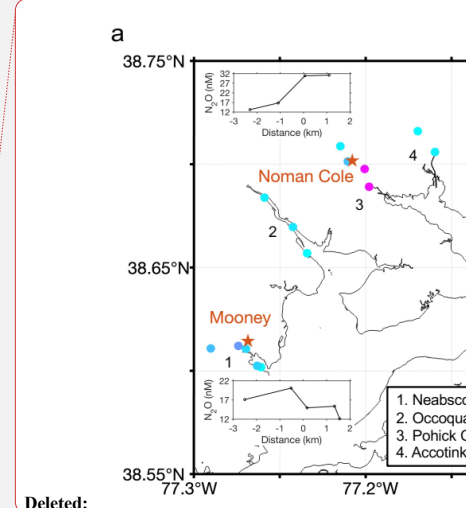 a
38.75°N
32
27
22
17
12
N₂O (nM)
-3 -2 -1 0 1 2
Distance (km)
4
Noman Cole
3
2
38.65°N
Mooney
1
22
17
12
N₂O (nM)
-3 -2 -1 0 1 2
Distance (km)
1. Neabsco
2. Occoqua
3. Pohick C
4. Accotink
38.55°N
77.3°W 77.2°W
Deleted: